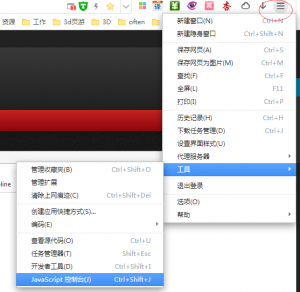 资源 工作 3d页游 often
新建窗口(N) Ctrl+N
新建隐身窗口 Ctrl+Shift+N
保存网页(A) Ctrl+S
保存网页为图片(M) Ctrl+M
查找(F) Ctrl+F
全屏(L) F11
打印(P) Ctrl+P
历史记录(H) Ctrl+H
下载任务管理(D) Ctrl+J
设置界面样式(U)
代理服务器
工具
退出登录
选项(O)
帮助
line
管理收藏夹(B) Ctrl+Shift+O
管理扩展
清除上网痕迹(C) Ctrl+Shift+Del
创建应用快捷方式(S)...
编码(E)
查看源代码(O) Ctrl+U
任务管理器(T) Shift+Esc
开发者工具(D) Ctrl+Shift+I
JavaScript 控制台(J) Ctrl+Shift+J